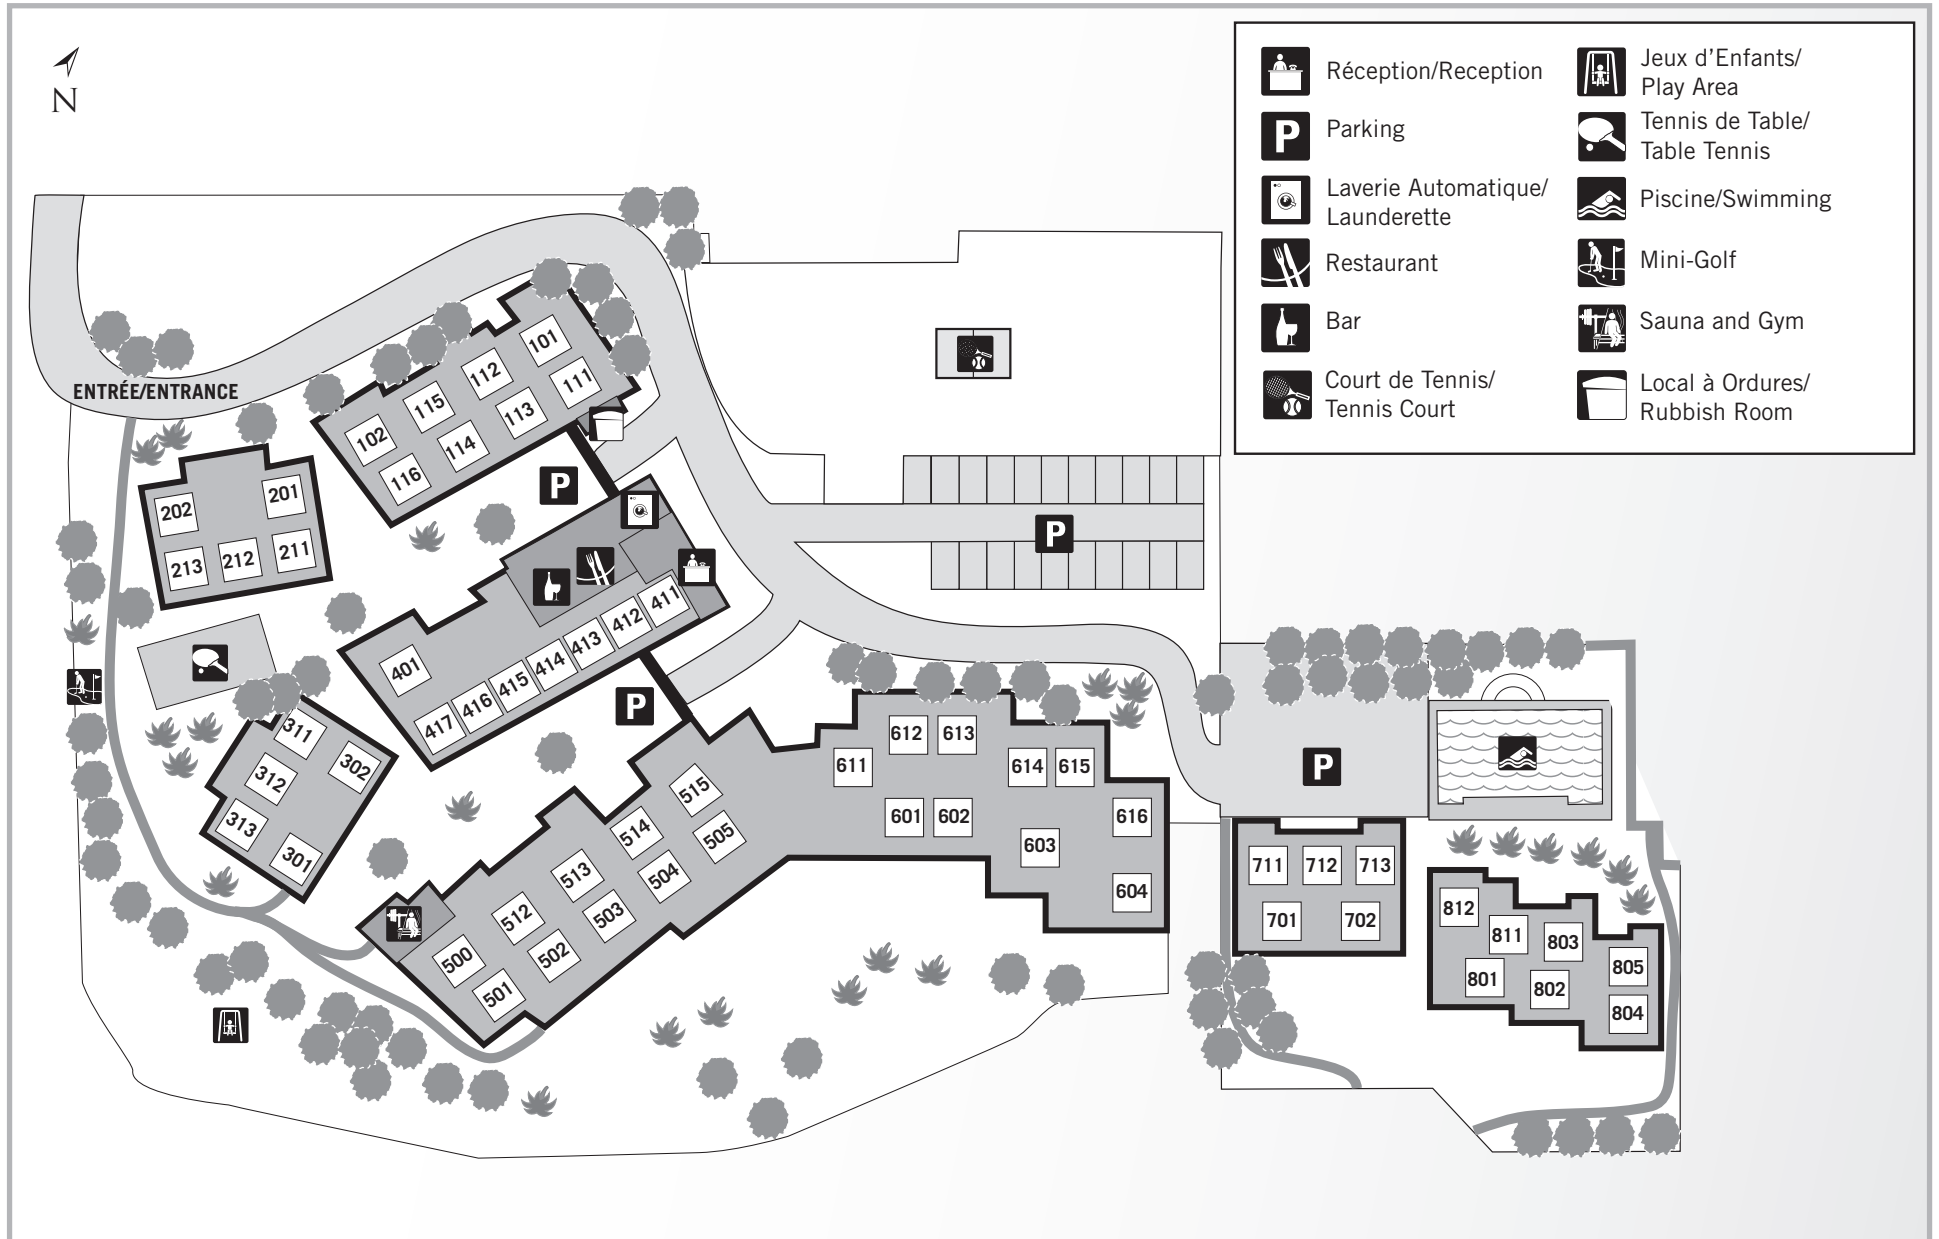 N
Réception/Reception
Parking
Laverie Automatique/
Launderette
Restaurant
Bar
Court de Tennis/
Tennis Court
Jeux d'Enfants/
Play Area
Tennis de Table/
Table Tennis
Piscine/Swimming
Mini-Golf
Sauna and Gym
Local à Ordures/
Rubbish Room
P
ENTRÉE/ENTRANCE
101
112
111
115
113
102
114
116
P
202
201
213
212
211
P
411
412
413
414
415
416
417
401
P
311
302
312
313
301
515
514
505
513
504
512
503
500
502
501
612
613
611
614
615
601
602
616
603
604
P
711
712
713
701
702
812
811
803
805
801
802
804